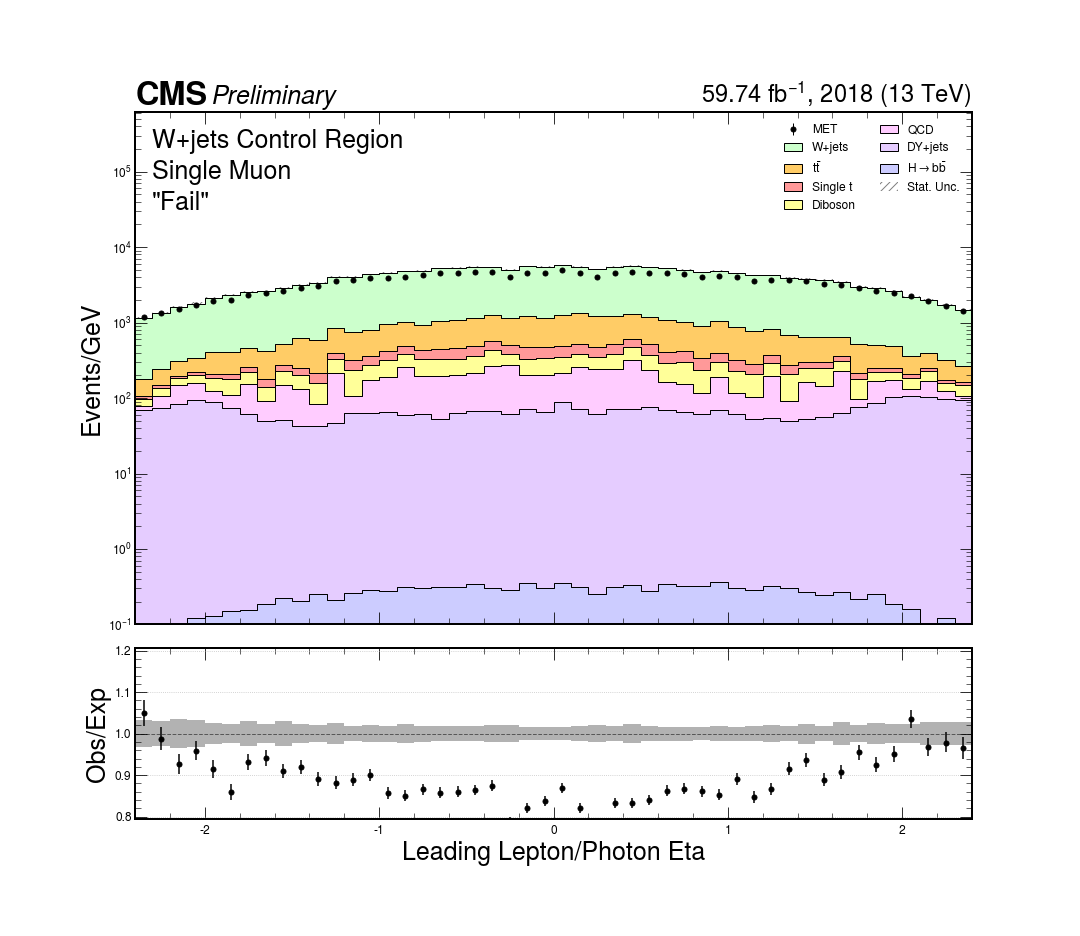 CMS Preliminary
59.74 fb⁻¹, 2018 (13 TeV)
W+jets Control Region
Single Muon
"Fail"
MET
W+jets
tt̄
Single t
Diboson
QCD
DY+jets
H→bb̄
Stat. Unc.
Events/GeV
10⁵
10⁴
10³
10²
10¹
10⁰
10⁻¹
Obs/Exp
1.2
1.1
1.0
0.9
0.8
-2 -1 0 1 2
Leading Lepton/Photon Eta